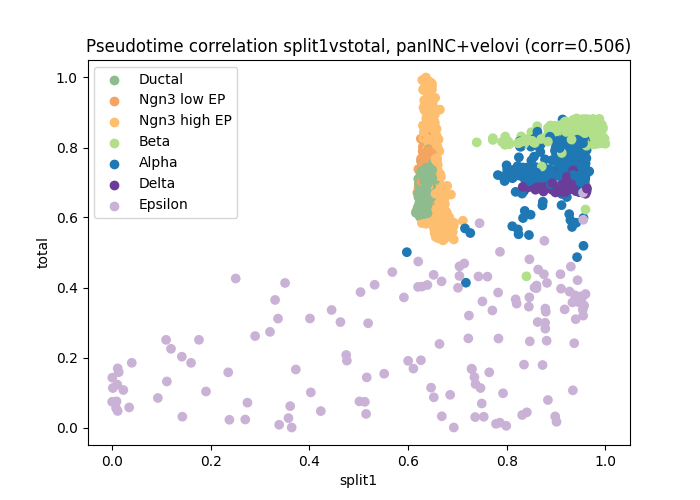 Pseudotime correlation split1vstotal, panINC+velovi (corr=0.506)
Ductal
Ngn3 low EP
Ngn3 high EP
Beta
Alpha
Delta
Epsilon
1.0
0.8
0.6
0.4
0.2
0.0
total
0.0 0.2 0.4 0.6 0.8 1.0
split1